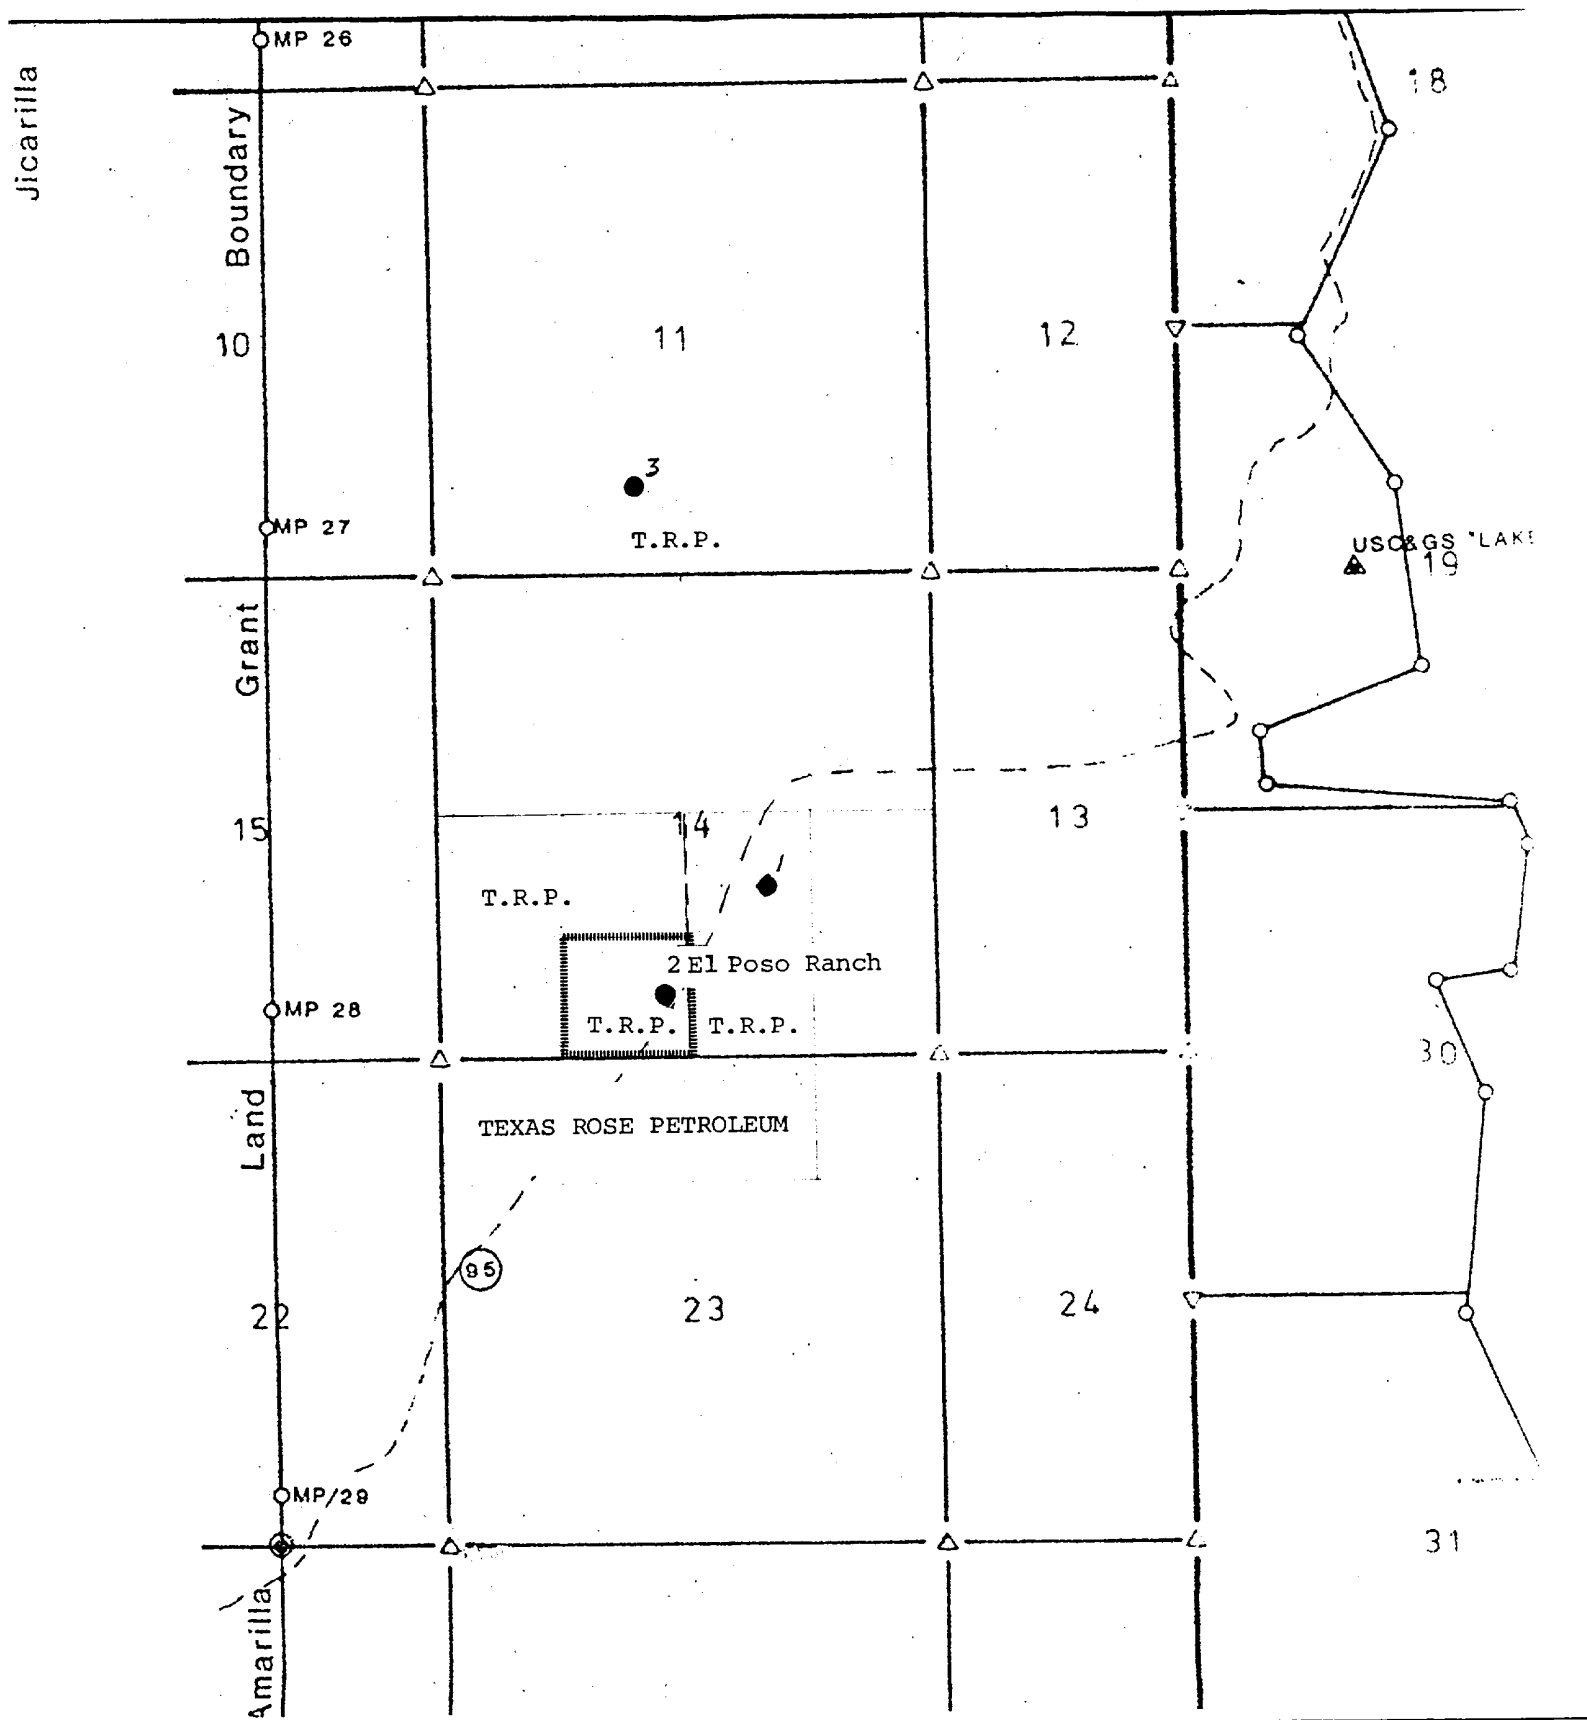 MP 26
Jicarilla
18
Boundary
10
11
12
3
MP 27
T.R.P.
USC&GS "LAKE
19
Grant
15
14
13
T.R.P.
2 El Poso Ranch
MP 28
T.R.P.
T.R.P.
30
Land
TEXAS ROSE PETROLEUM
95
22
23
24
MP/29
31
Amarilla